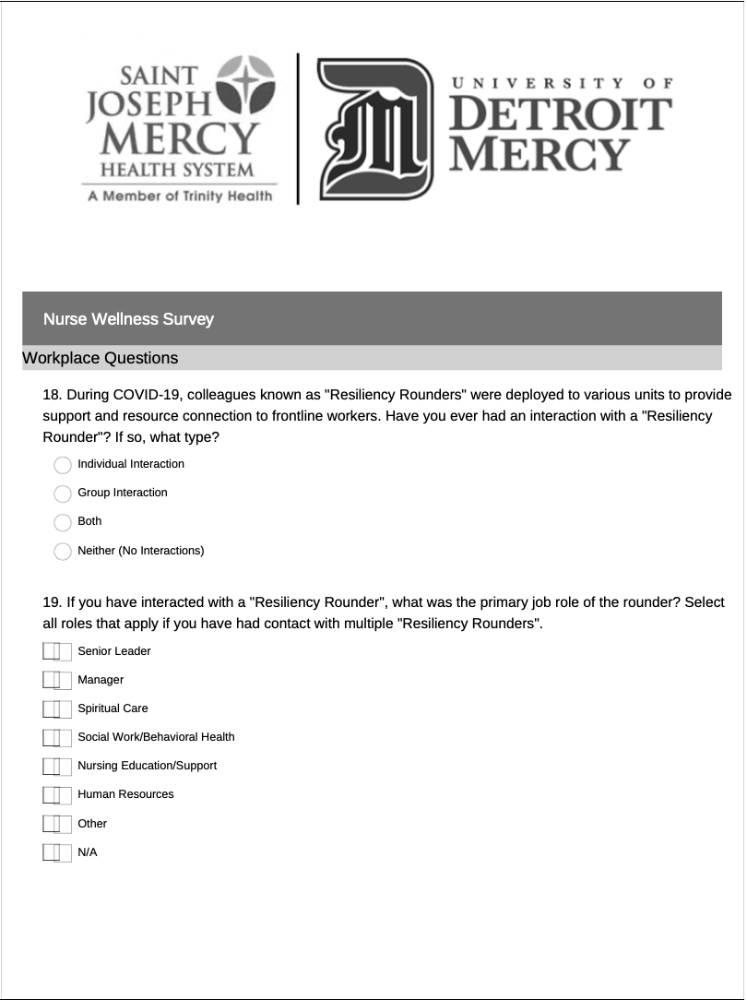 SAINT
JOSEPH
MERCY
HEALTH SYSTEM
A Member of Trinity Health
UNIVERSITY OF
DETROIT
MERCY
Nurse Wellness Survey
Workplace Questions
18. During COVID-19, colleagues known as "Resiliency Rounders" were deployed to various units to provide
support and resource connection to frontline workers. Have you ever had an interaction with a "Resiliency
Rounder"? If so, what type?
Individual Interaction
Group Interaction
Both
Neither (No Interactions)
19. If you have interacted with a "Resiliency Rounder", what was the primary job role of the rounder? Select
all roles that apply if you have had contact with multiple "Resiliency Rounders".
Senior Leader
Manager
Spiritual Care
Social Work/Behavioral Health
Nursing Education/Support
Human Resources
Other
N/A